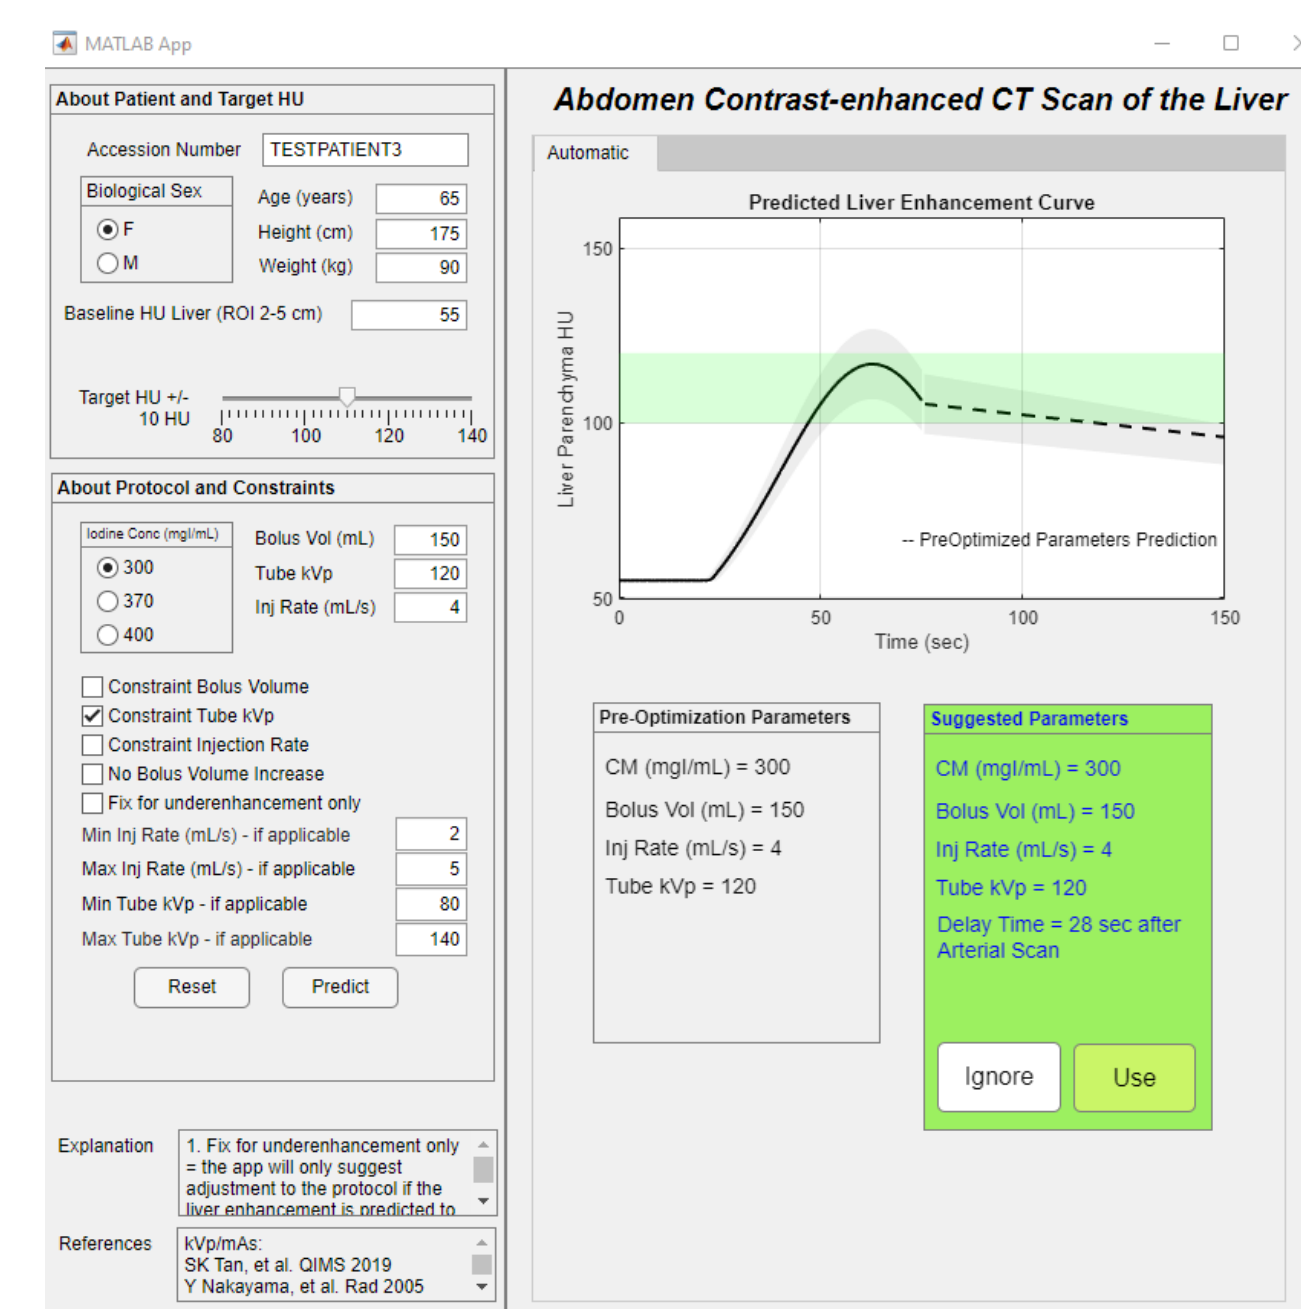 MATLAB App
About Patient and Target HU
Accession Number TESTPATIENT3
Biological Sex
F
M
Age (years) 65
Height (cm) 175
Weight (kg) 90
Baseline HU Liver (ROI 2-5 cm) 55
Target HU +/-
10 HU
80 100 120 140
About Protocol and Constraints
Iodine Conc (mgI/mL)
300
370
400
Bolus Vol (mL) 150
Tube kVp 120
Inj Rate (mL/s) 4
Constraint Bolus Volume
Constraint Tube kVp
Constraint Injection Rate
No Bolus Volume Increase
Fix for underenhancement only
Min Inj Rate (mL/s) - if applicable 2
Max Inj Rate (mL/s) - if applicable 5
Min Tube kVp - if applicable 80
Max Tube kVp - if applicable 140
Reset Predict
Explanation
1. Fix for underenhancement only
= the app will only suggest
adjustment to the protocol if the
liver enhancement is predicted to
References
kVp/mAs:
SK Tan, et al. QIMS 2019
Y Nakayama, et al. Rad 2005
Abdomen Contrast-enhanced CT Scan of the Liver
Automatic
Predicted Liver Enhancement Curve
150
100
50
Liver Parenchyma HU
-- PreOptimized Parameters Prediction
0 50 100 150
Time (sec)
Pre-Optimization Parameters
CM (mgI/mL) = 300
Bolus Vol (mL) = 150
Inj Rate (mL/s) = 4
Tube kVp = 120
Suggested Parameters
CM (mgI/mL) = 300
Bolus Vol (mL) = 150
Inj Rate (mL/s) = 4
Tube kVp = 120
Delay Time = 28 sec after
Arterial Scan
Ignore Use